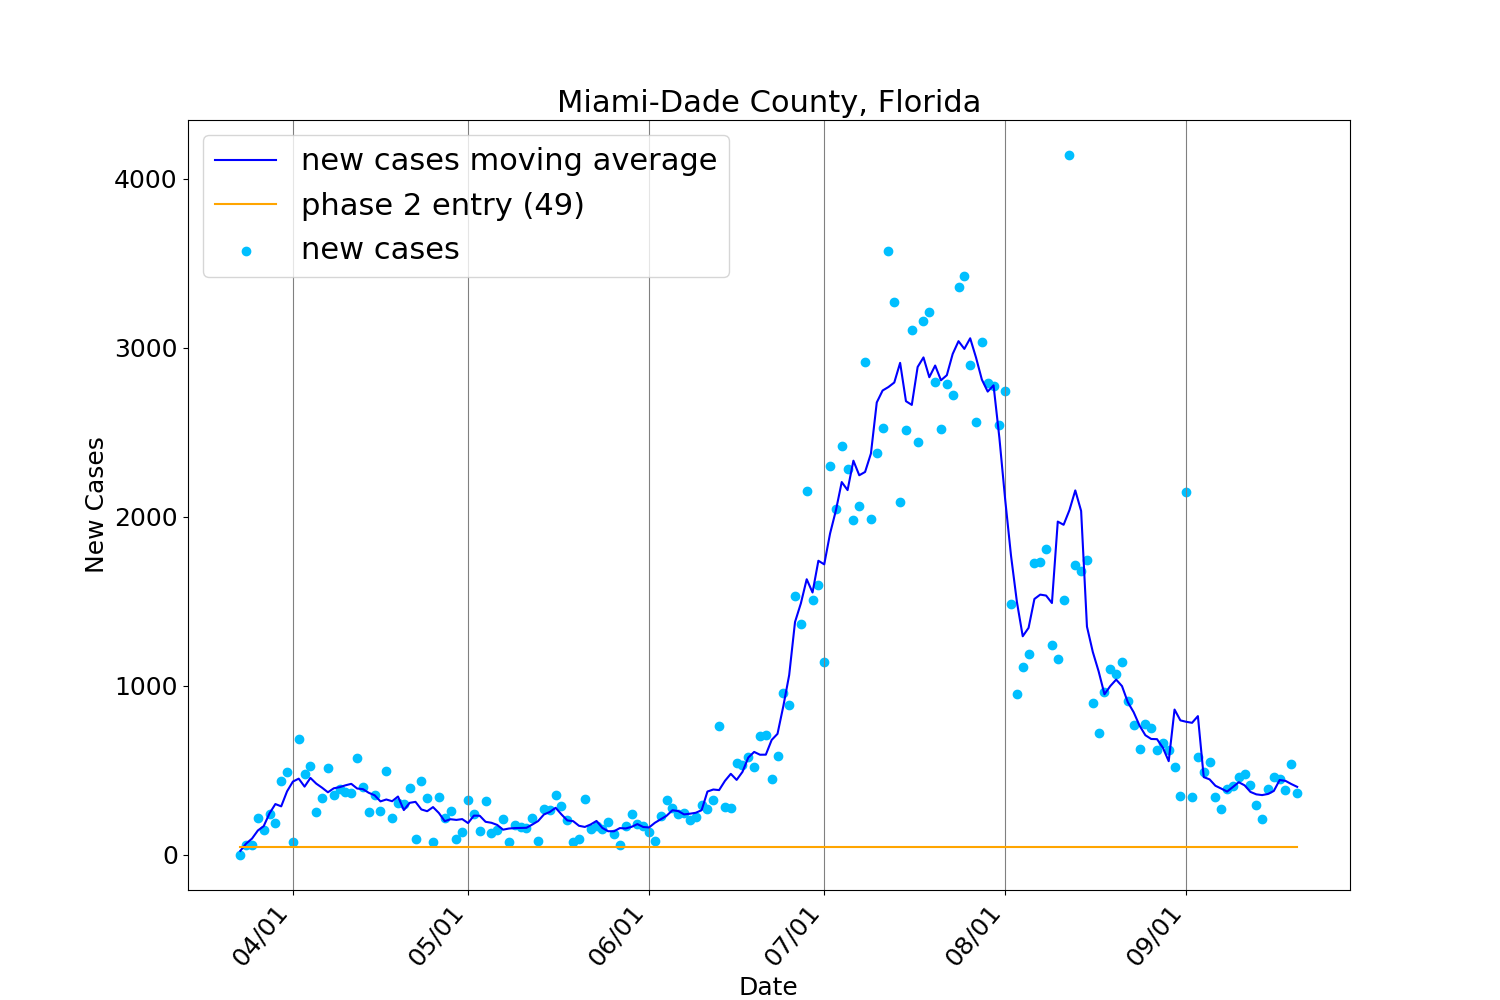 Miami-Dade County, Florida
new cases moving average
phase 2 entry (49)
new cases
4000
3000
2000
1000
0
New Cases
04/01
05/01
06/01
07/01
08/01
09/01
Date